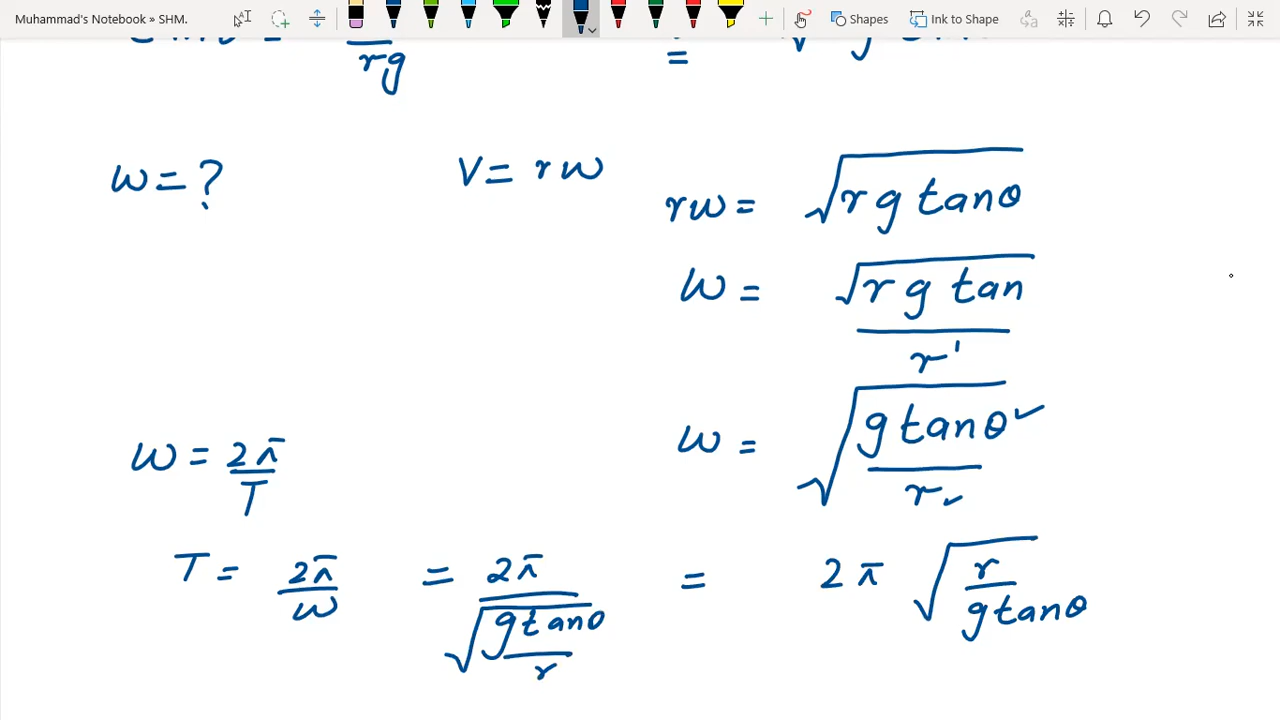 Muhammad's Notebook » SHM.
Shapes
Ink to Shape
rg
=
ω = ?
V = rω
rω = √(rg tanθ)
ω = √(rg tan) / r'
ω = √(g tanθ / r)
ω = 2π / T
T = 2π / ω = 2π / √(g tanθ / r) = 2π √(r / g tanθ)